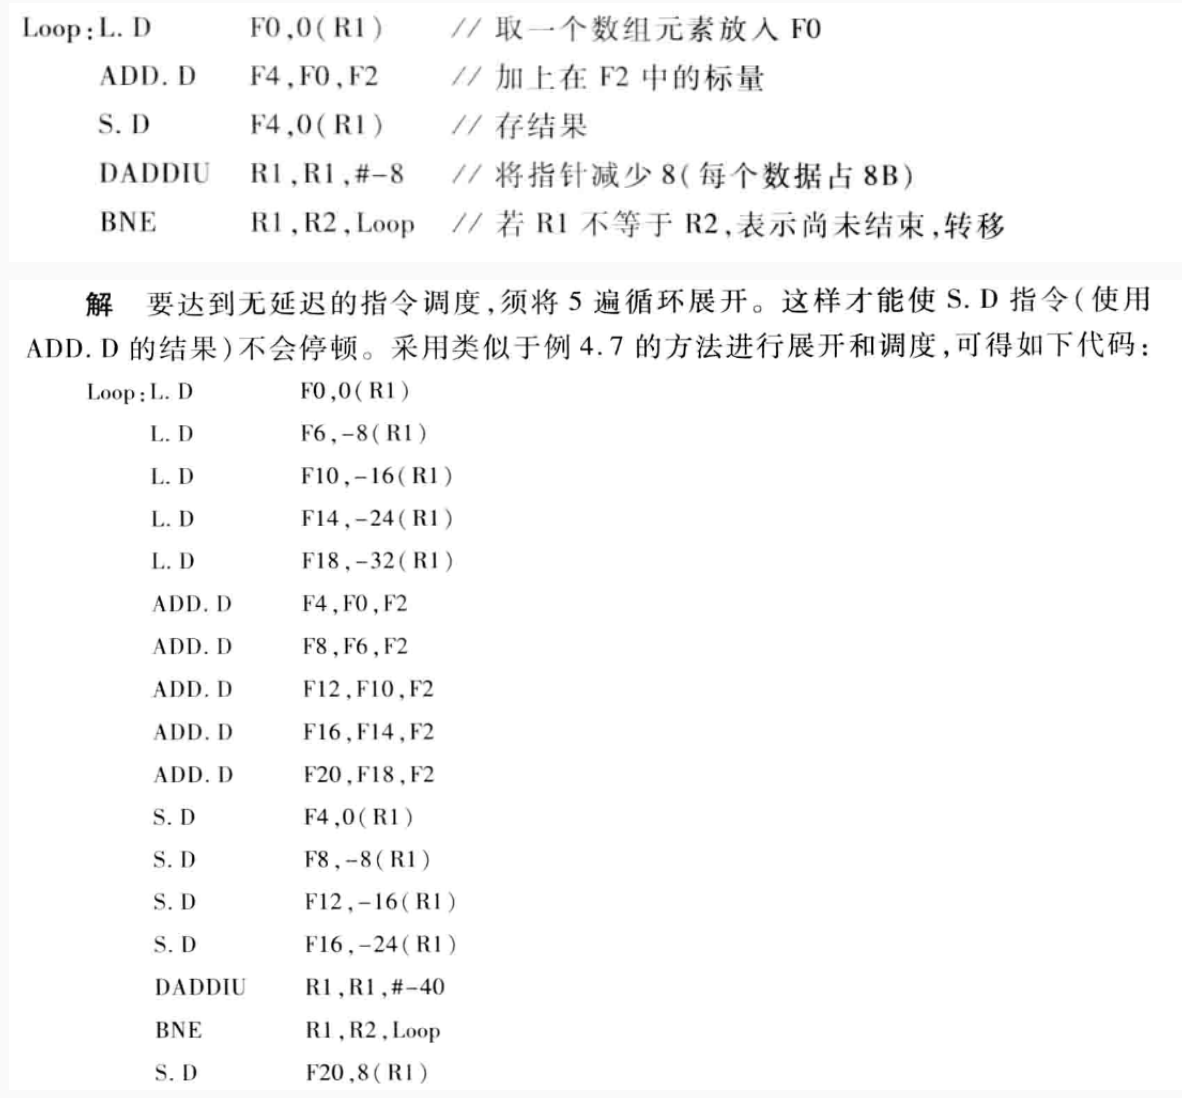 Loop:L. D F0,0(R1) // 取一个数组元素放入 F0
ADD. D F4,F0,F2 // 加上在 F2 中的标量
S. D F4,0(R1) // 存结果
DADDIU R1,R1,#-8 // 将指针减少 8(每个数据占 8B)
BNE R1,R2,Loop // 若 R1 不等于 R2,表示尚未结束,转移
解 要达到无延迟的指令调度,须将 5 遍循环展开。这样才能使 S. D 指令(使用
ADD. D 的结果)不会停顿。采用类似于例 4.7 的方法进行展开和调度,可得如下代码:
Loop:L. D F0,0(R1)
L. D F6,-8(R1)
L. D F10,-16(R1)
L. D F14,-24(R1)
L. D F18,-32(R1)
ADD. D F4,F0,F2
ADD. D F8,F6,F2
ADD. D F12,F10,F2
ADD. D F16,F14,F2
ADD. D F20,F18,F2
S. D F4,0(R1)
S. D F8,-8(R1)
S. D F12,-16(R1)
S. D F16,-24(R1)
DADDIU R1,R1,#-40
BNE R1,R2,Loop
S. D F20,8(R1)